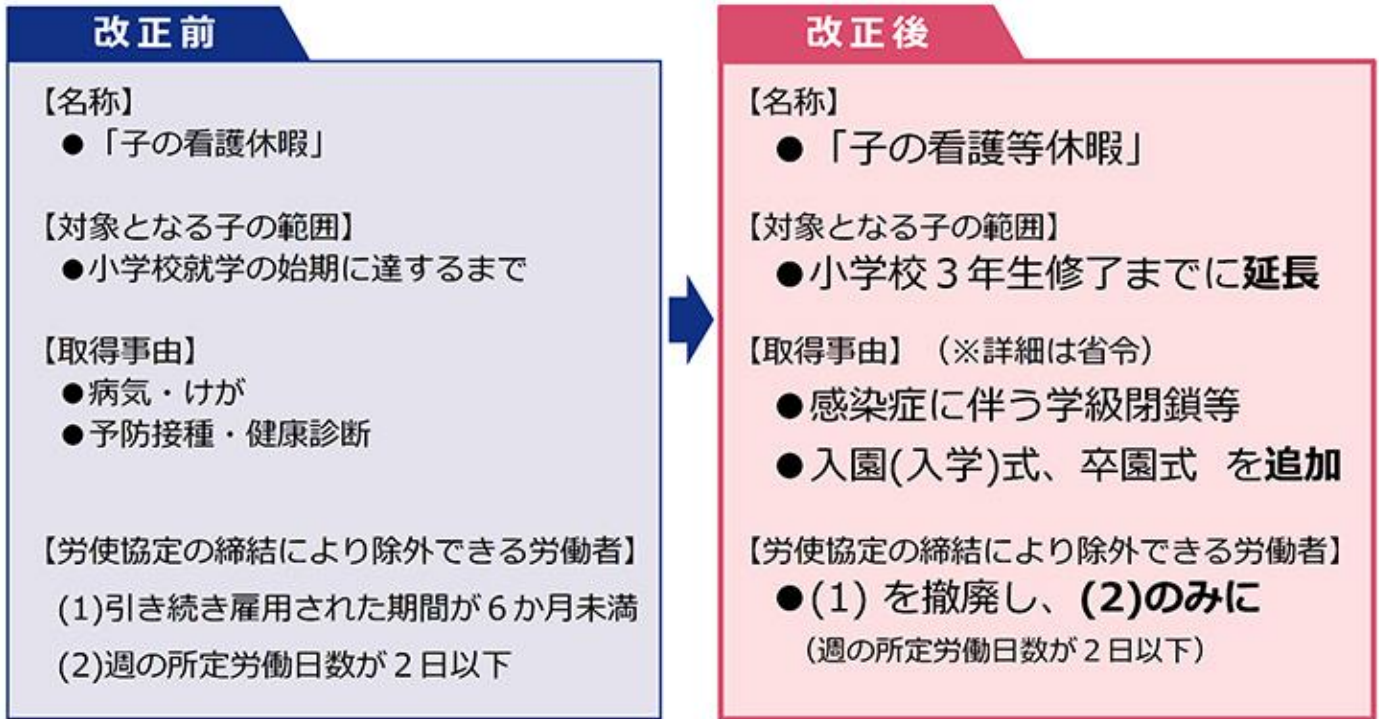 改正前
【名称】
●「子の看護休暇」
【対象となる子の範囲】
●小学校就学の始期に達するまで
【取得事由】
●病気・けが
●予防接種・健康診断
【労使協定の締結により除外できる労働者】
(1)引き続き雇用された期間が６か月未満
(2)週の所定労働日数が２日以下
改正後
【名称】
●「子の看護等休暇」
【対象となる子の範囲】
●小学校３年生修了までに延長
【取得事由】（※詳細は省令）
●感染症に伴う学級閉鎖等
●入園(入学)式、卒園式 を追加
【労使協定の締結により除外できる労働者】
●(1) を撤廃し、(2)のみに
（週の所定労働日数が２日以下）